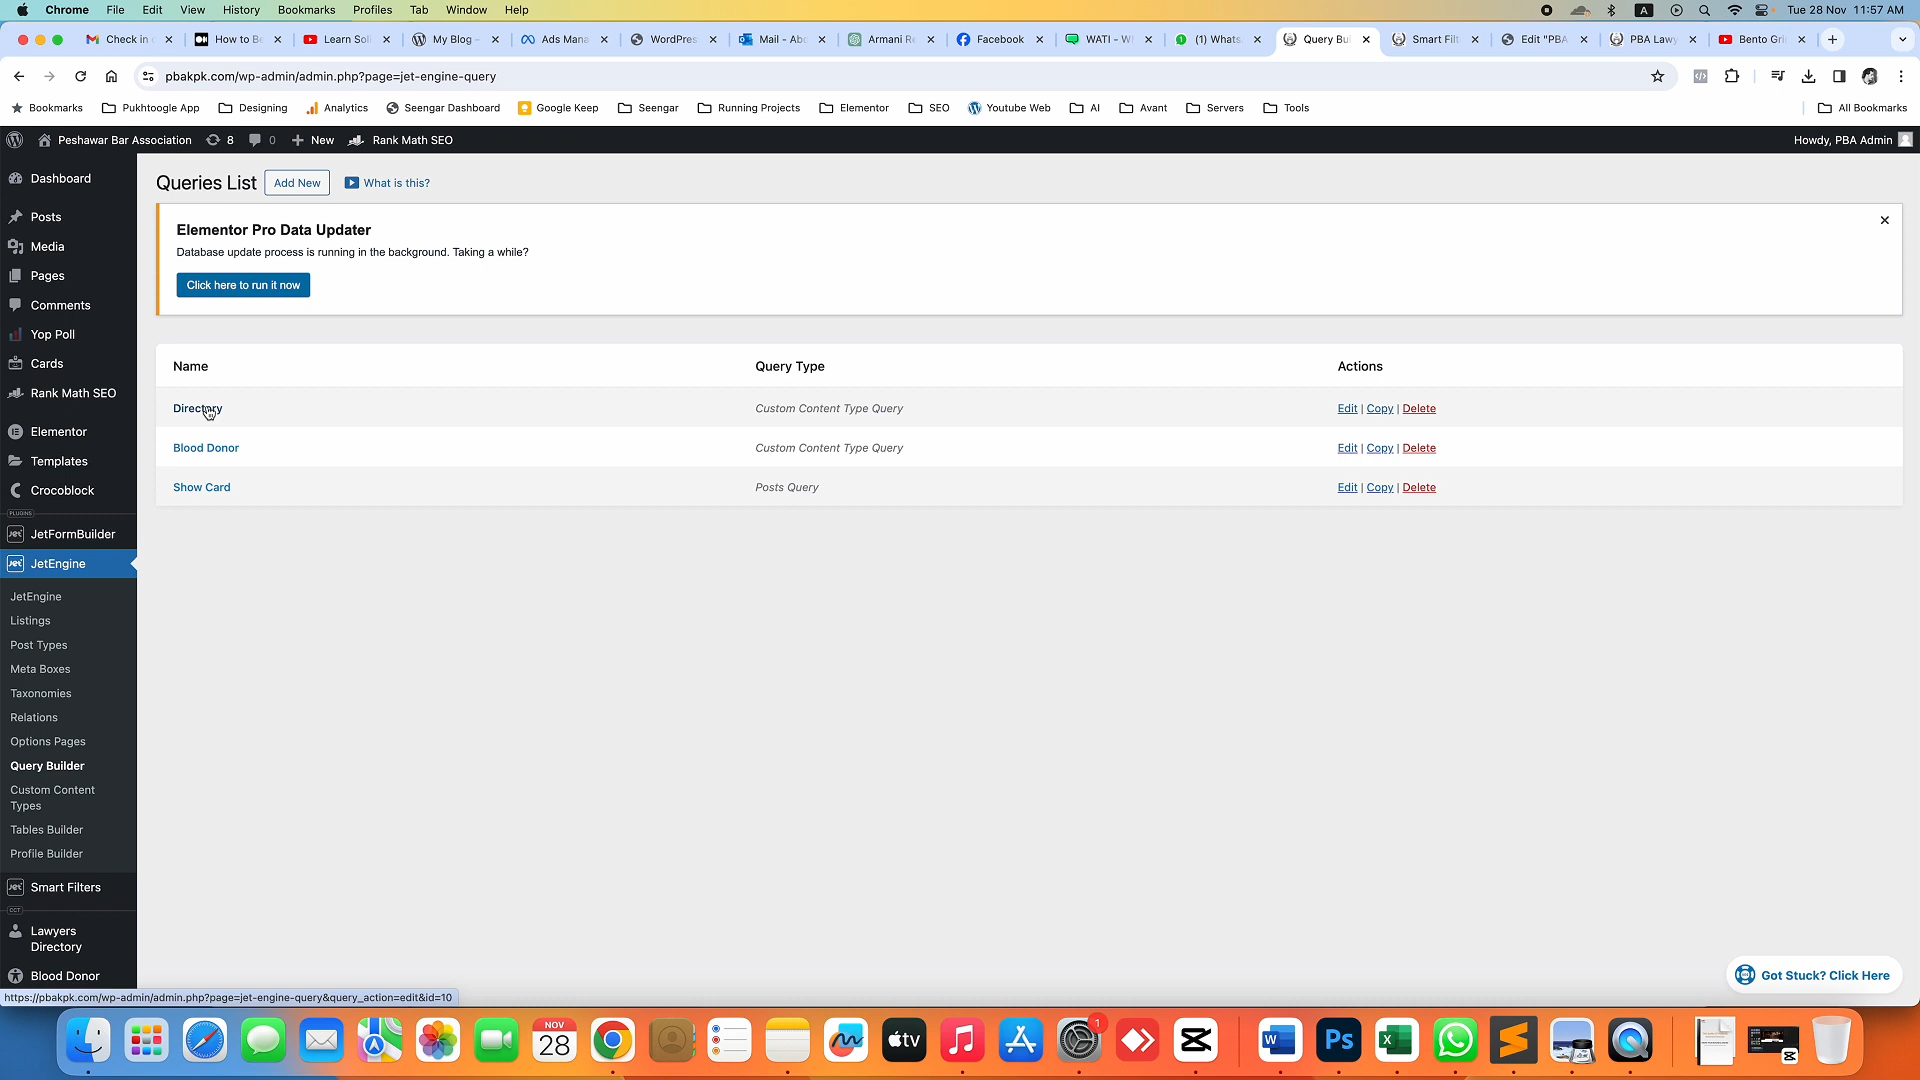 Chrome File Edit View History Bookmarks Profiles Tab Window Help
A Tue 28 Nov 11:57 AM
Check in
How to Be
Learn Soli
My Blog –
Ads Mana
WordPres
Mail - Abd
Armani Re
Facebook
WATI - W
(1) Whats
Query Bui
Smart Filt
Edit "PBA
PBA Lawy
Bento Gri
pbakpk.com/wp-admin/admin.php?page=jet-engine-query
Bookmarks Pukhtoogle App Designing Analytics Seengar Dashboard Google Keep Seengar Running Projects Elementor SEO Youtube Web AI Avant Servers Tools All Bookmarks
Peshawar Bar Association 8 0 New Rank Math SEO Howdy, PBA Admin
Dashboard
Posts
Media
Pages
Comments
Yop Poll
Cards
Rank Math SEO
Elementor
Templates
Crocoblock
PLUGINS
JetFormBuilder
JetEngine
JetEngine
Listings
Post Types
Meta Boxes
Taxonomies
Relations
Options Pages
Query Builder
Custom Content
Types
Tables Builder
Profile Builder
Smart Filters
CCT
Lawyers
Directory
Blood Donor
Queries List Add New What is this?
Elementor Pro Data Updater
Database update process is running in the background. Taking a while?
Click here to run it now
Name Query Type Actions
Directory Custom Content Type Query Edit | Copy | Delete
Blood Donor Custom Content Type Query Edit | Copy | Delete
Show Card Posts Query Edit | Copy | Delete
Got Stuck? Click Here
https://pbakpk.com/wp-admin/admin.php?page=jet-engine-query&query_action=edit&id=10
NOV
28
tv
1
W
Ps
X